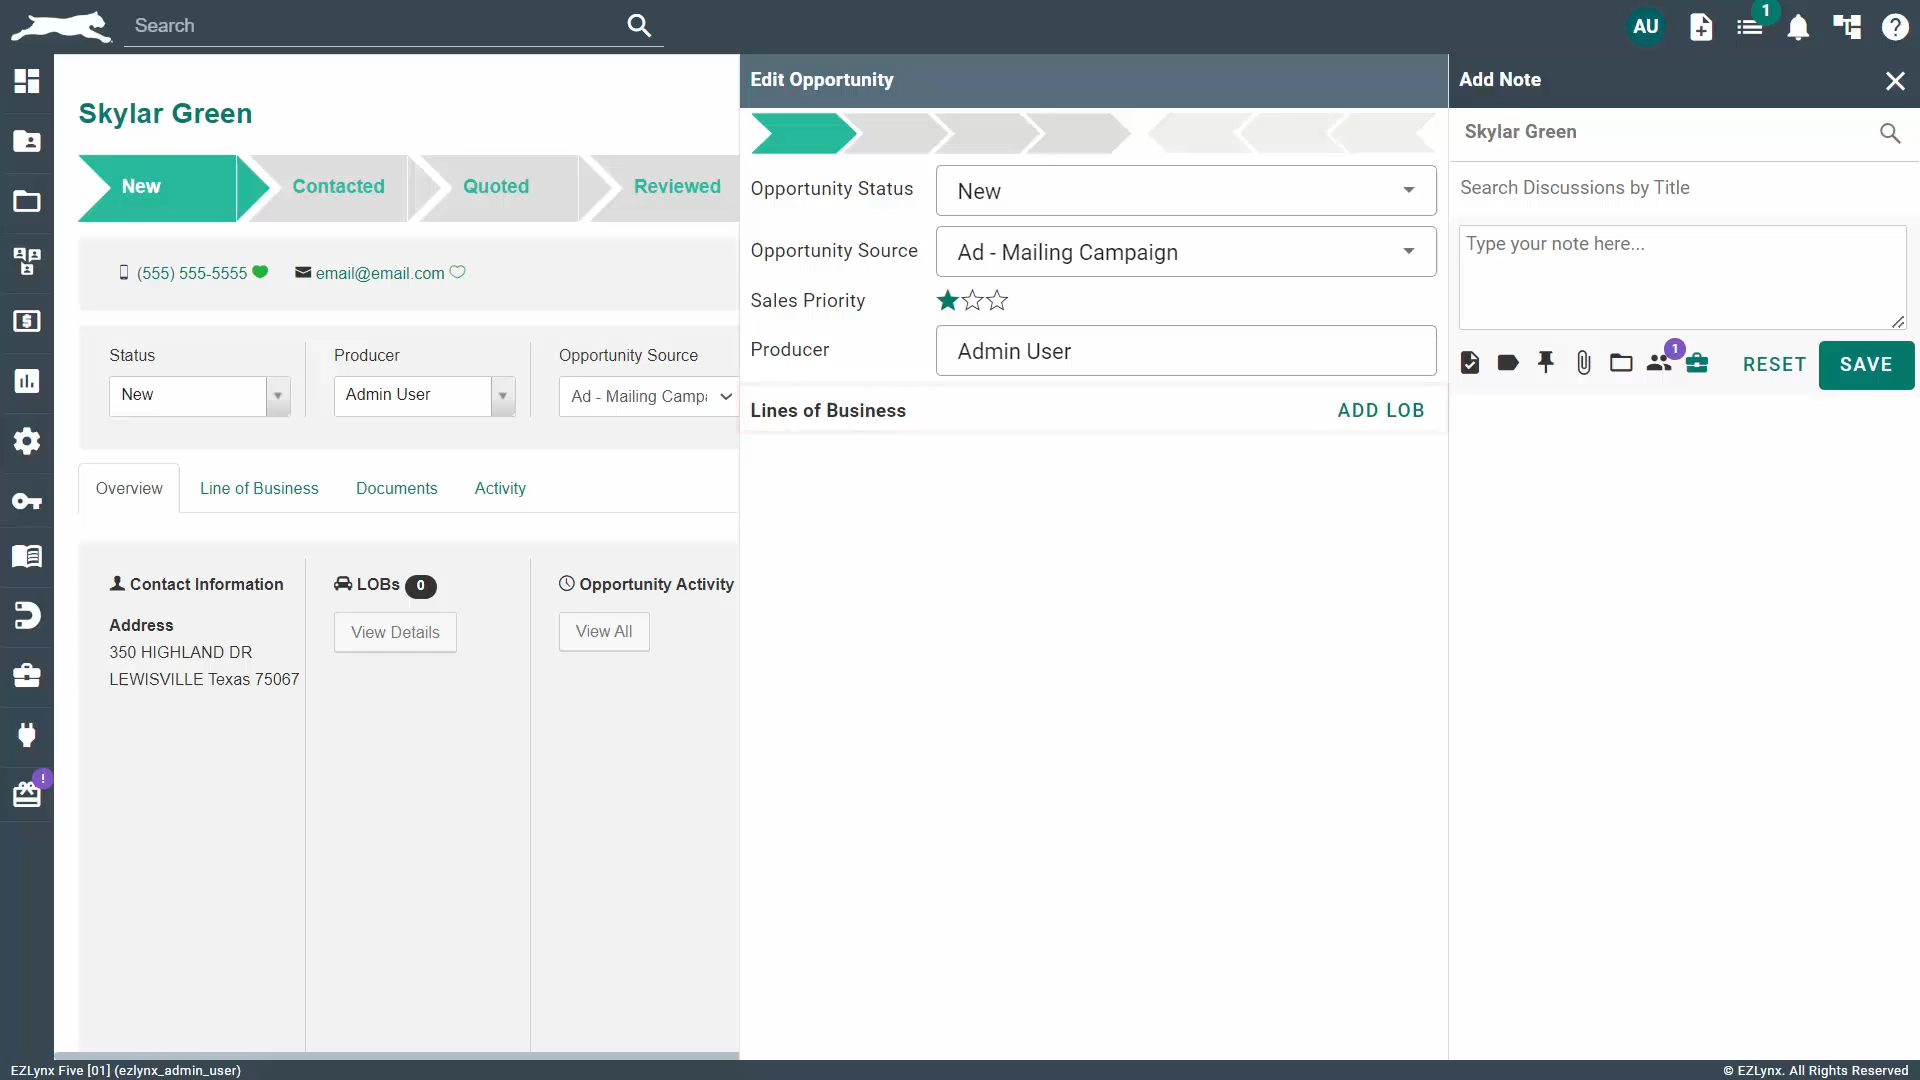 Search
AU
1
Skylar Green
New
Contacted
Quoted
Reviewed
(555) 555-5555
email@email.com
Status
Producer
Opportunity Source
New
Admin User
Ad - Mailing Campa
Overview
Line of Business
Documents
Activity
Contact Information
LOBs 0
Opportunity Activity
Address
View Details
View All
350 HIGHLAND DR
LEWISVILLE Texas 75067
Edit Opportunity
Opportunity Status
New
Opportunity Source
Ad - Mailing Campaign
Sales Priority
Producer
Admin User
Lines of Business
ADD LOB
Add Note
Skylar Green
Search Discussions by Title
Type your note here...
1
RESET
SAVE
!
EZLynx Five [01] (ezlynx_admin_user)
© EZLynx. All Rights Reserved